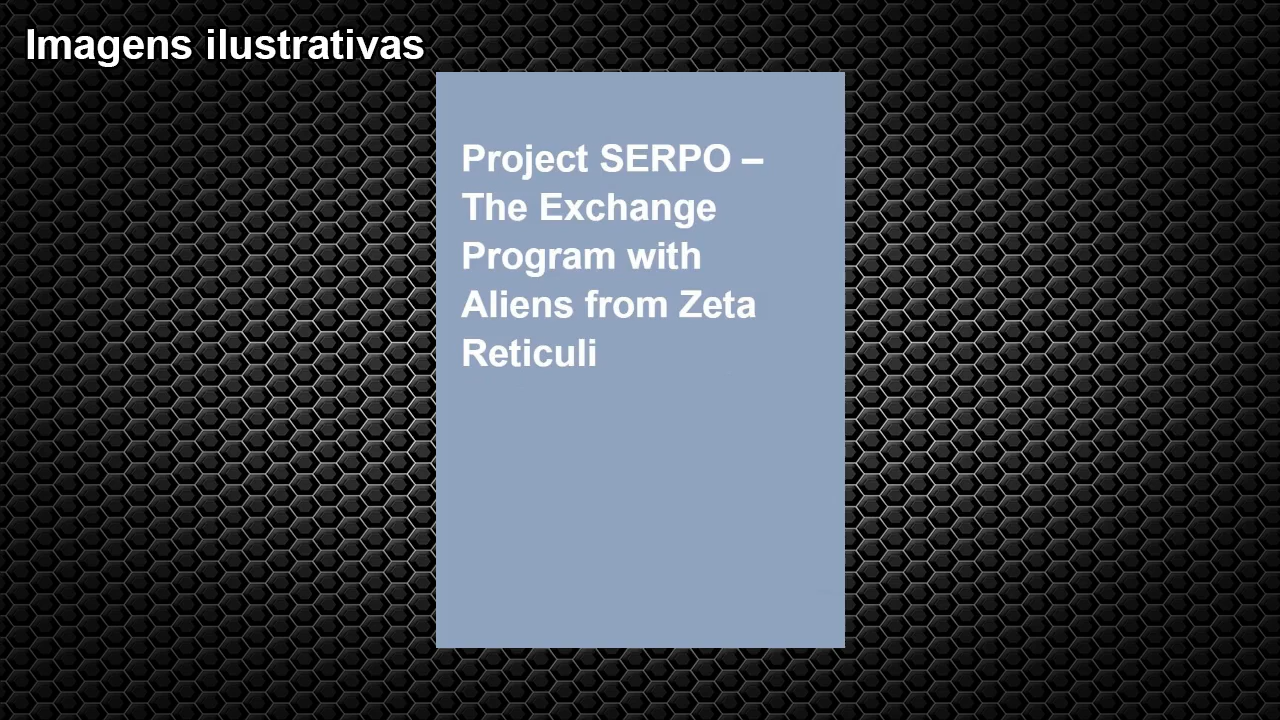 Imagens ilustrativas
Project SERPO –
The Exchange
Program with
Aliens from Zeta
Reticuli